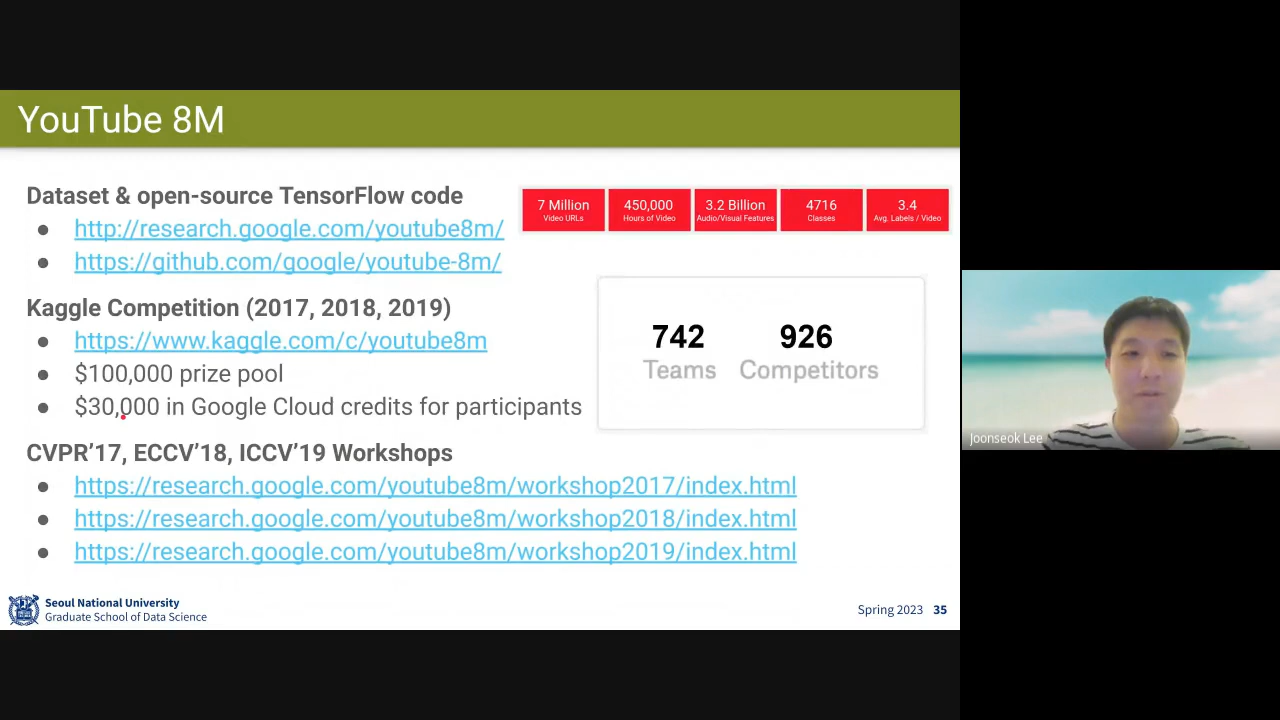 YouTube 8M
Dataset & open-source TensorFlow code
http://research.google.com/youtube8m/
https://github.com/google/youtube-8m/
7 Million
Video URLs
450,000
Hours of Video
3.2 Billion
Audio/Visual Features
4716
Classes
3.4
Avg. Labels / Video
Kaggle Competition (2017, 2018, 2019)
https://www.kaggle.com/c/youtube8m
$100,000 prize pool
$30,000 in Google Cloud credits for participants
742
Teams
926
Competitors
CVPR’17, ECCV’18, ICCV’19 Workshops
https://research.google.com/youtube8m/workshop2017/index.html
https://research.google.com/youtube8m/workshop2018/index.html
https://research.google.com/youtube8m/workshop2019/index.html
Seoul National University
Graduate School of Data Science
Spring 2023 35
Joonseok Lee